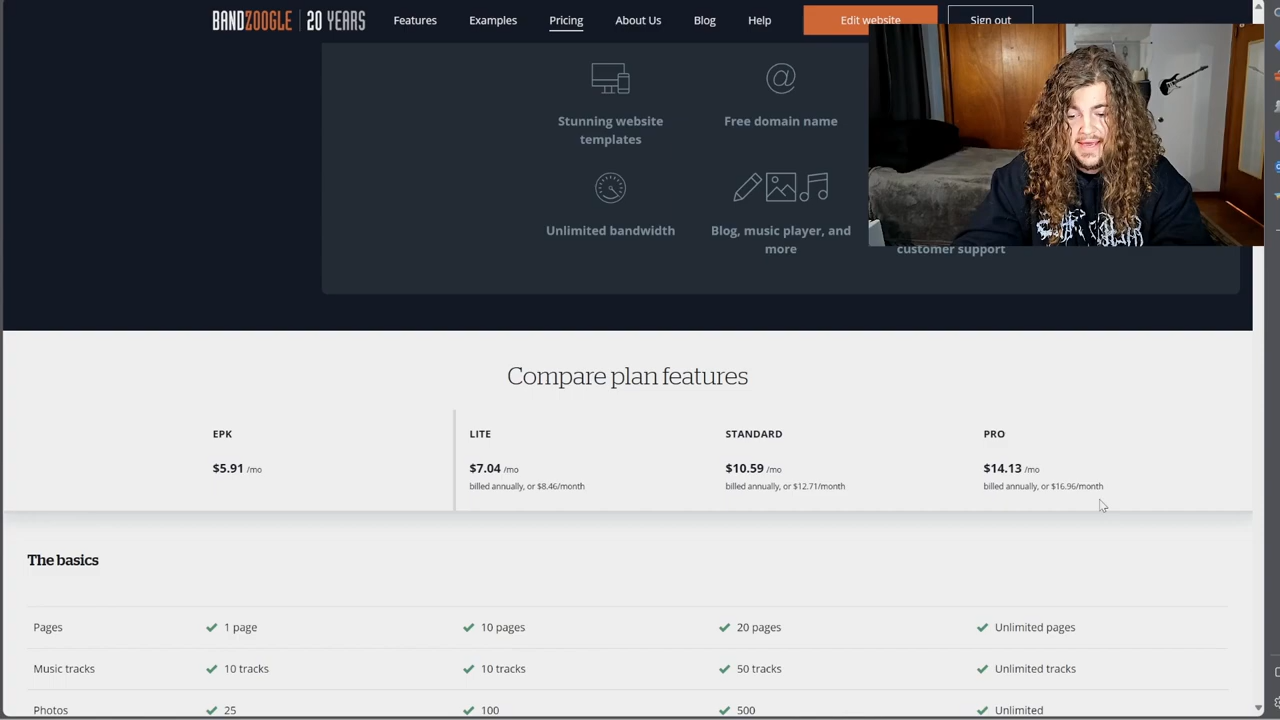 BANDZOOGLE | 20 YEARS
Features
Examples
Pricing
About Us
Blog
Help
Edit website
Sign out
Stunning website
templates
Free domain name
Unlimited bandwidth
Blog, music player, and
more
customer support
Compare plan features
EPK
LITE
STANDARD
PRO
$5.91 /mo
$7.04 /mo
$10.59 /mo
$14.13 /mo
billed annually, or $8.46/month
billed annually, or $12.71/month
billed annually, or $16.96/month
The basics
Pages
1 page
10 pages
20 pages
Unlimited pages
Music tracks
10 tracks
10 tracks
50 tracks
Unlimited tracks
Photos
25
100
500
Unlimited